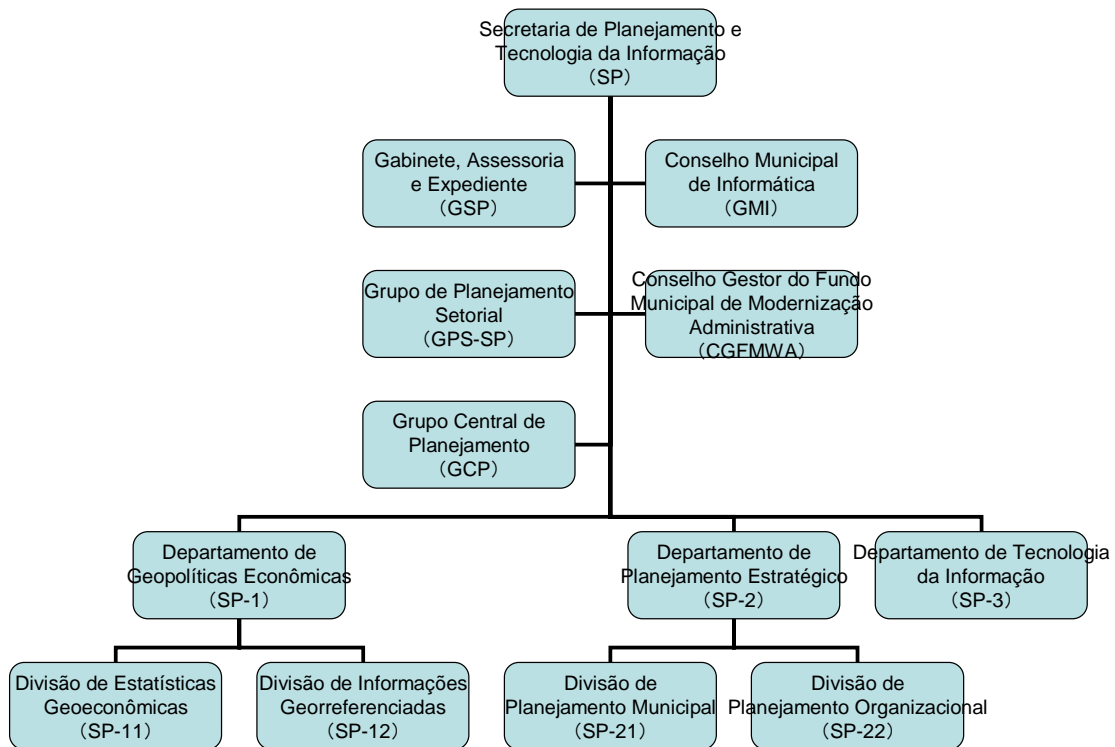 Secretaria de Planejamento e
Tecnologia da Informação
（SP）
Gabinete, Assessoria
e Expediente
（GSP）
Conselho Municipal
de Informática
（GMI）
Grupo de Planejamento
Setorial
（GPS-SP）
Conselho Gestor do Fundo
Municipal de Modernização
Administrativa
（CGFMWA）
Grupo Central de
Planejamento
（GCP）
Departamento de
Geopolíticas Econômicas
（SP-1）
Departamento de
Planejamento Estratégico
（SP-2）
Departamento de Tecnologia
da Informação
（SP-3）
Divisão de Estatísticas
Geoeconômicas
（SP-11）
Divisão de Informações
Georreferenciadas
（SP-12）
Divisão de
Planejamento Municipal
（SP-21）
Divisão de
Planejamento Organizacional
（SP-22）